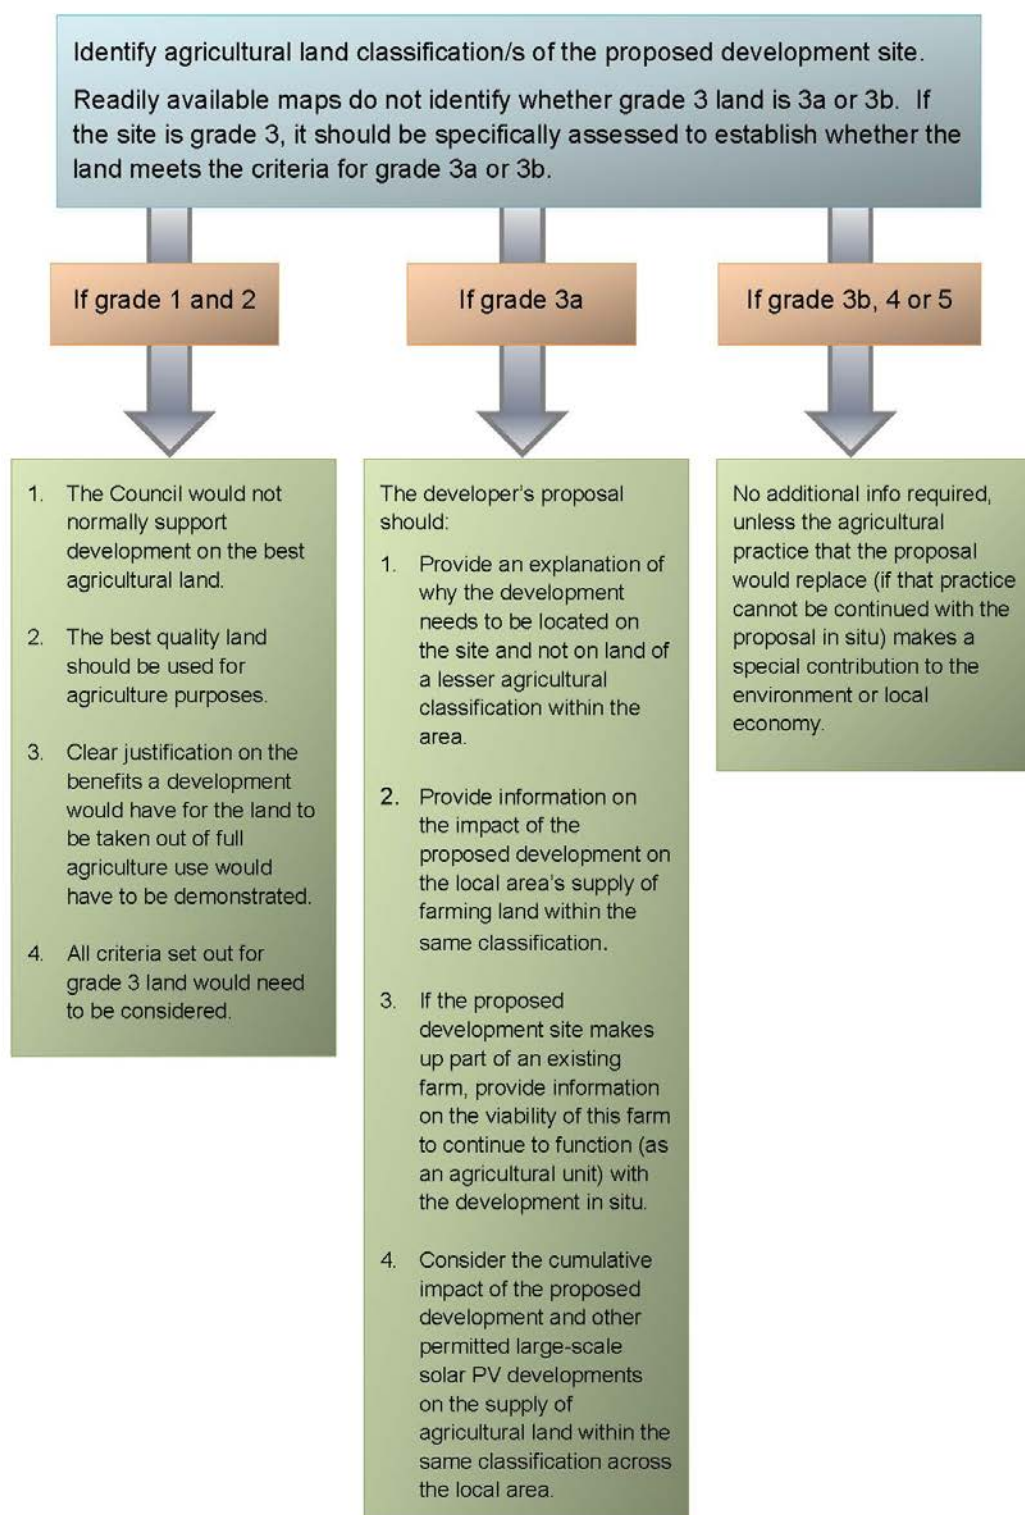 Identify agricultural land classification/s of the proposed development site.
Readily available maps do not identify whether grade 3 land is 3a or 3b. If
the site is grade 3, it should be specifically assessed to establish whether the
land meets the criteria for grade 3a or 3b.
If grade 1 and 2
If grade 3a
If grade 3b, 4 or 5
1. The Council would not
normally support
development on the best
agricultural land.
2. The best quality land
should be used for
agriculture purposes.
3. Clear justification on the
benefits a development
would have for the land to
be taken out of full
agriculture use would
have to be demonstrated.
4. All criteria set out for
grade 3 land would need
to be considered.
The developer's proposal
should:
1. Provide an explanation of
why the development
needs to be located on
the site and not on land of
a lesser agricultural
classification within the
area.
2. Provide information on
the impact of the
proposed development on
the local area's supply of
farming land within the
same classification.
3. If the proposed
development site makes
up part of an existing
farm, provide information
on the viability of this farm
to continue to function (as
an agricultural unit) with
the development in situ.
4. Consider the cumulative
impact of the proposed
development and other
permitted large-scale
solar PV developments
on the supply of
agricultural land within the
same classification across
the local area.
No additional info required,
unless the agricultural
practice that the proposal
would replace (if that practice
cannot be continued with the
proposal in situ) makes a
special contribution to the
environment or local
economy.